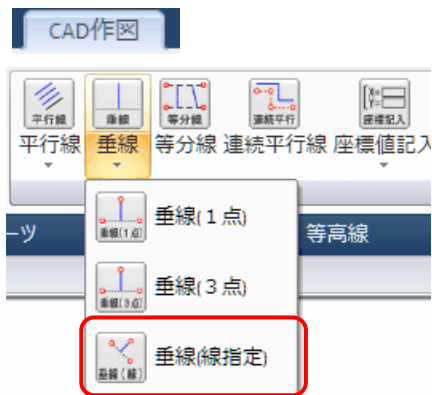 CAD作図
平行線 垂線 等分線 連続平行 座標記入
平行線 垂線 等分線 連続平行線 座標値記入
垂線(1点) 垂線(1点)
ーツ 等高線
垂線(3点) 垂線(3点)
垂線(線) 垂線(線指定)